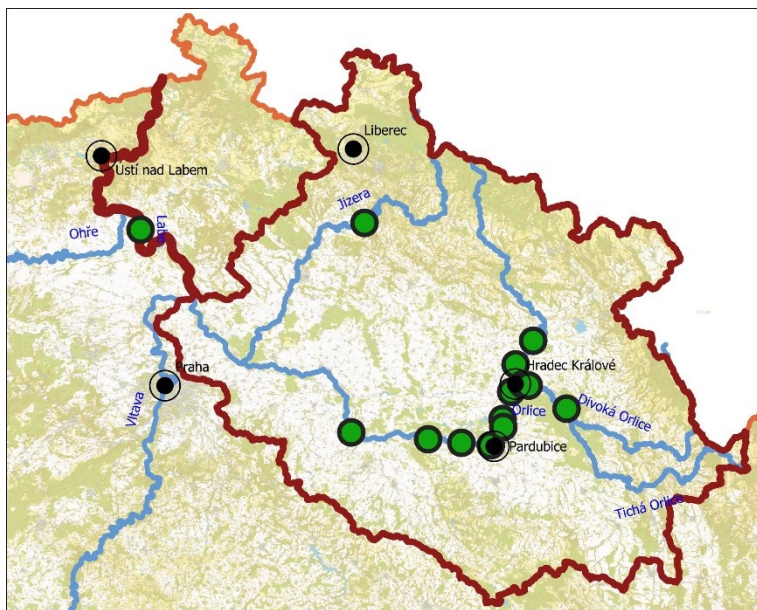 Liberec
Ústí nad Labem
Jizera
Labe
Ohře
Praha
Hradec Králové
Vltava
Orlice
Divoká Orlice
Pardubice
Tichá Orlice